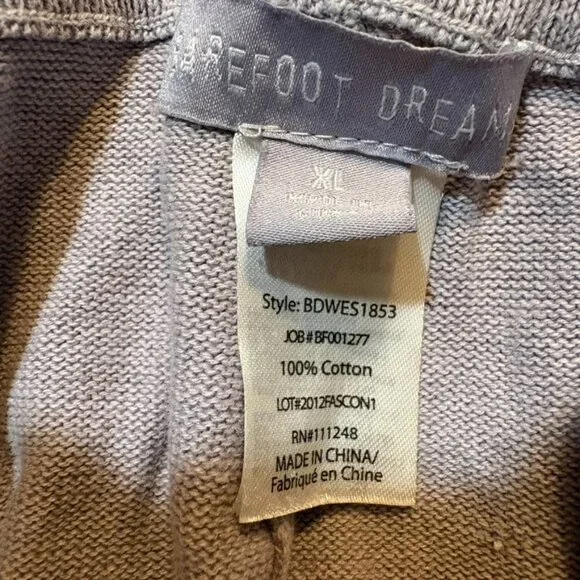 AREFOOT DREAM
XL
Style: BDWES1853
JOB # BF001277
100% Cotton
LOT#2012FASCON1
RN#111248
MADE IN CHINA/
Fabriqué en Chine